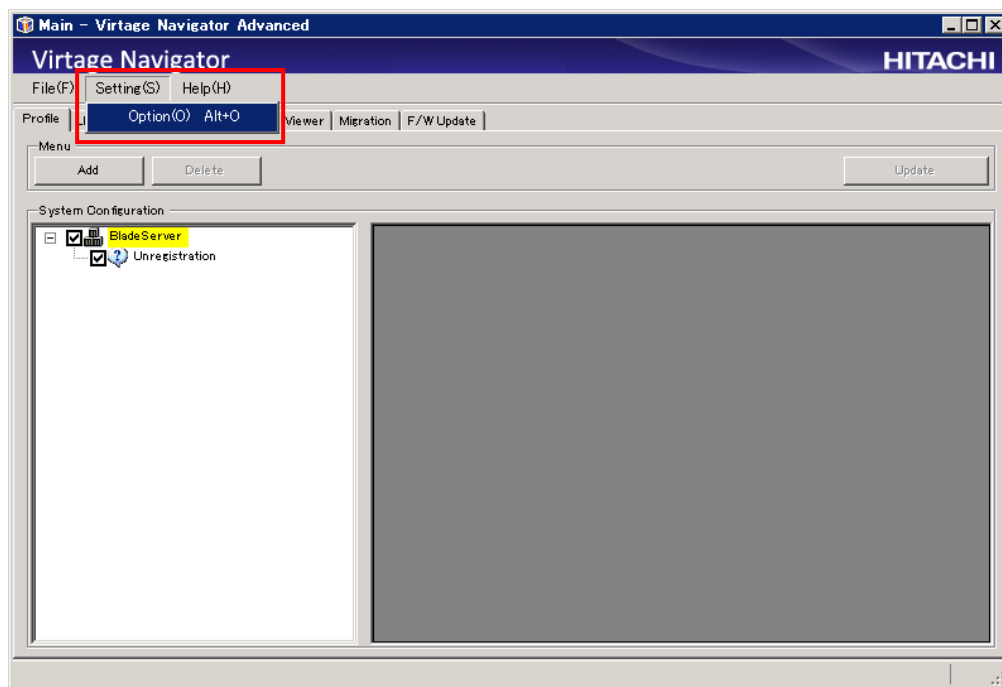 Main - Virtage Navigator Advanced
Virtage Navigator HITACHI
File(F) Setting(S) Help(H)
Option(O) Alt+O
Profile Viewer Migration F/W Update
Menu
Add Delete Update
System Configuration
BladeServer
Unregistration